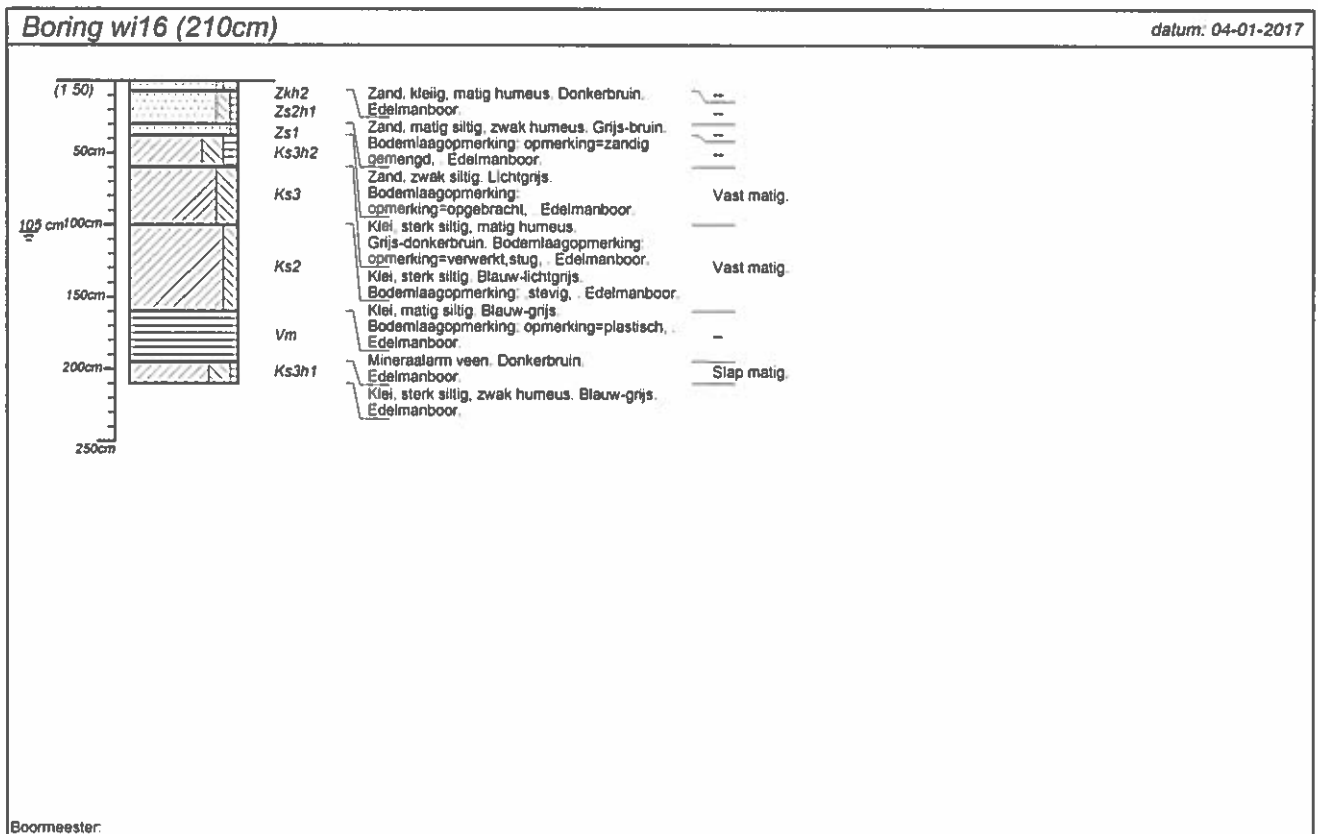 Boring wi16 (210cm)
datum: 04-01-2017
(1 50)
50cm
105 cm
100cm
150cm
200cm
250cm
Zkh2
Zs2h1
Zs1
Ks3h2
Ks3
Ks2
Vm
Ks3h1
Zand, kleiig, matig humeus. Donkerbruin.
Edelmanboor.
Zand, matig siltig, zwak humeus. Grijs-bruin.
Bodemlaagopmerking: opmerking=zandig
gemengd, Edelmanboor.
Zand, zwak siltig. Lichtgrijs.
Bodemlaagopmerking:
opmerking=opgebracht, Edelmanboor.
Klei, sterk siltig, matig humeus.
Grijs-donkerbruin. Bodemlaagopmerking:
opmerking=verwerkt,stug, Edelmanboor.
Klei, sterk siltig. Blauw-lichtgrijs.
Bodemlaagopmerking: stevig, Edelmanboor.
Klei, matig siltig. Blauw-grijs.
Bodemlaagopmerking: opmerking=plastisch,
Edelmanboor.
Mineraalarm veen. Donkerbruin.
Edelmanboor.
Klei, sterk siltig, zwak humeus. Blauw-grijs.
Edelmanboor.
--
--
--
--
Vast matig.
Vast matig.
--
Slap matig.
Boormeester: